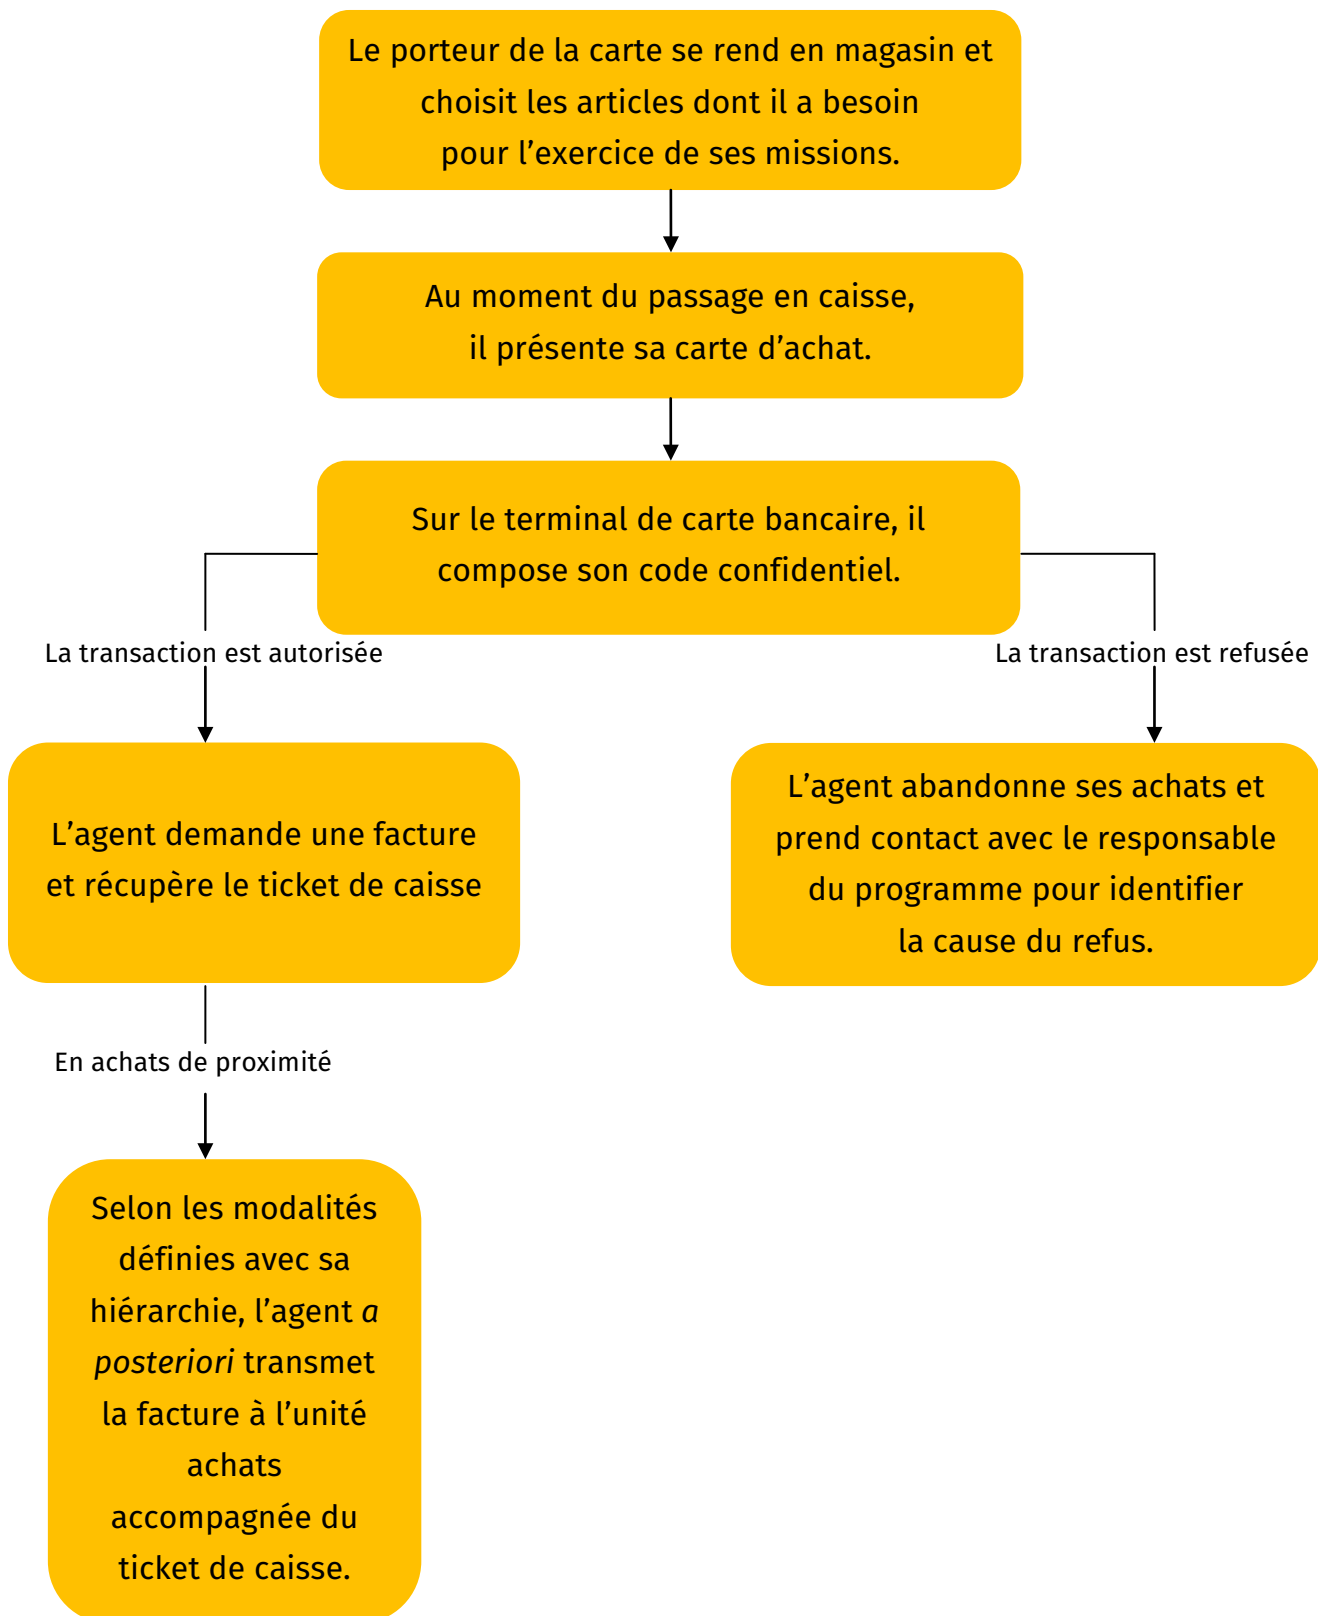 Le porteur de la carte se rend en magasin et
choisit les articles dont il a besoin
pour l’exercice de ses missions.
Au moment du passage en caisse,
il présente sa carte d’achat.
Sur le terminal de carte bancaire, il
compose son code confidentiel.
La transaction est autorisée
La transaction est refusée
L’agent demande une facture
et récupère le ticket de caisse
L’agent abandonne ses achats et
prend contact avec le responsable
du programme pour identifier
la cause du refus.
En achats de proximité
Selon les modalités
définies avec sa
hiérarchie, l’agent a
posteriori transmet
la facture à l’unité
achats
accompagnée du
ticket de caisse.